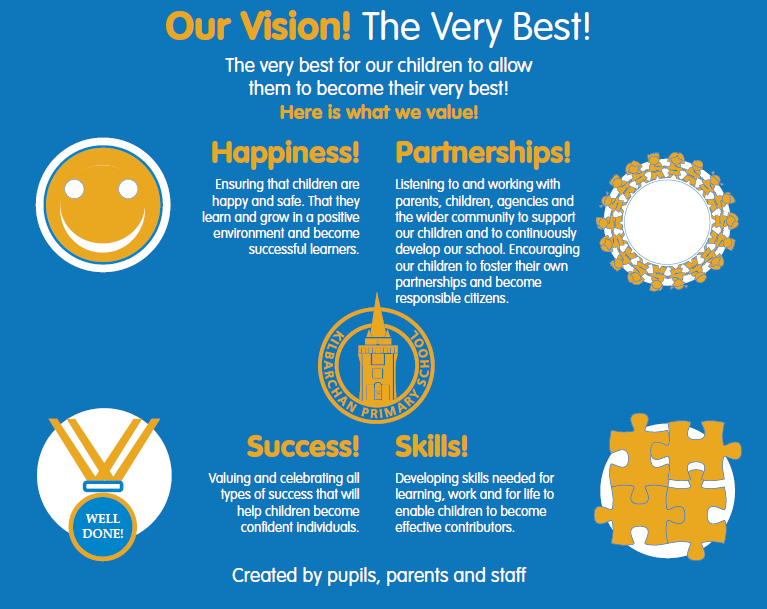 Our Vision! The Very Best!
The very best for our children to allow
them to become their very best!
Here is what we value!
Happiness!
Ensuring that children are
happy and safe. That they
learn and grow in a positive
environment and become
successful learners.
Partnerships!
Listening to and working with
parents, children, agencies and
the wider community to support
our children and to continuously
develop our school. Encouraging
our children to foster their own
partnerships and become
responsible citizens.
KILBARCHAN PRIMARY SCHOOL
Success!
Valuing and celebrating all
types of success that will
help children become
confident individuals.
Skills!
Developing skills needed for
learning, work and for life to
enable children to become
effective contributors.
WELL
DONE!
Created by pupils, parents and staff